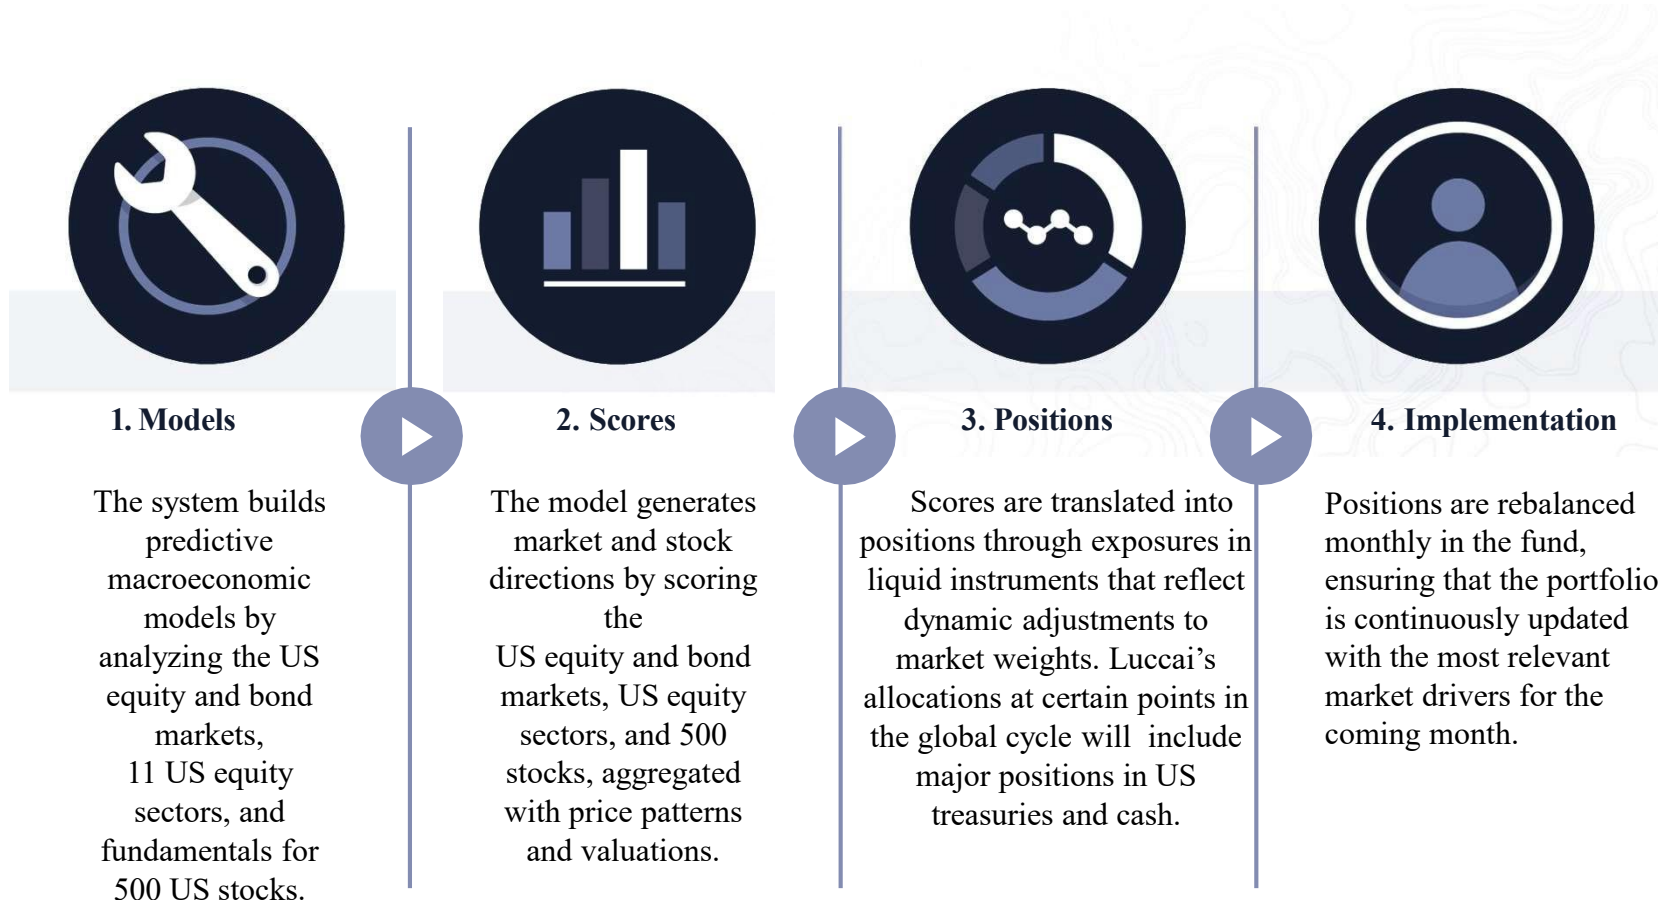 1. Models
The system builds
predictive
macroeconomic
models by
analyzing the US
equity and bond
markets,
11 US equity
sectors, and
fundamentals for
500 US stocks.
2. Scores
The model generates
market and stock
directions by scoring
the
US equity and bond
markets, US equity
sectors, and 500
stocks, aggregated
with price patterns
and valuations.
3. Positions
Scores are translated into
positions through exposures in
liquid instruments that reflect
dynamic adjustments to
market weights. Luccai’s
allocations at certain points in
the global cycle will  include
major positions in US
treasuries and cash.
4. Implementation
Positions are rebalanced
monthly in the fund,
ensuring that the portfolio
is continuously updated
with the most relevant
market drivers for the
coming month.